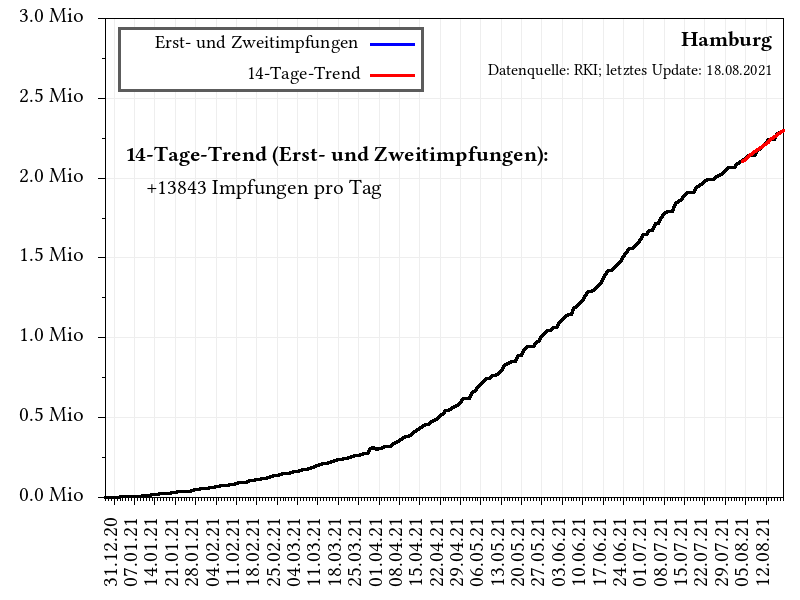 3.0 Mio
2.5 Mio
2.0 Mio
1.5 Mio
1.0 Mio
0.5 Mio
0.0 Mio
Erst- und Zweitimpfungen
14-Tage-Trend
Hamburg
Datenquelle: RKI; letztes Update: 18.08.2021
14-Tage-Trend (Erst- und Zweitimpfungen):
+13843 Impfungen pro Tag
31.12.20
07.01.21
14.01.21
21.01.21
28.01.21
04.02.21
11.02.21
18.02.21
25.02.21
04.03.21
11.03.21
18.03.21
25.03.21
01.04.21
08.04.21
15.04.21
22.04.21
29.04.21
06.05.21
13.05.21
20.05.21
27.05.21
03.06.21
10.06.21
17.06.21
24.06.21
01.07.21
08.07.21
15.07.21
22.07.21
29.07.21
05.08.21
12.08.21